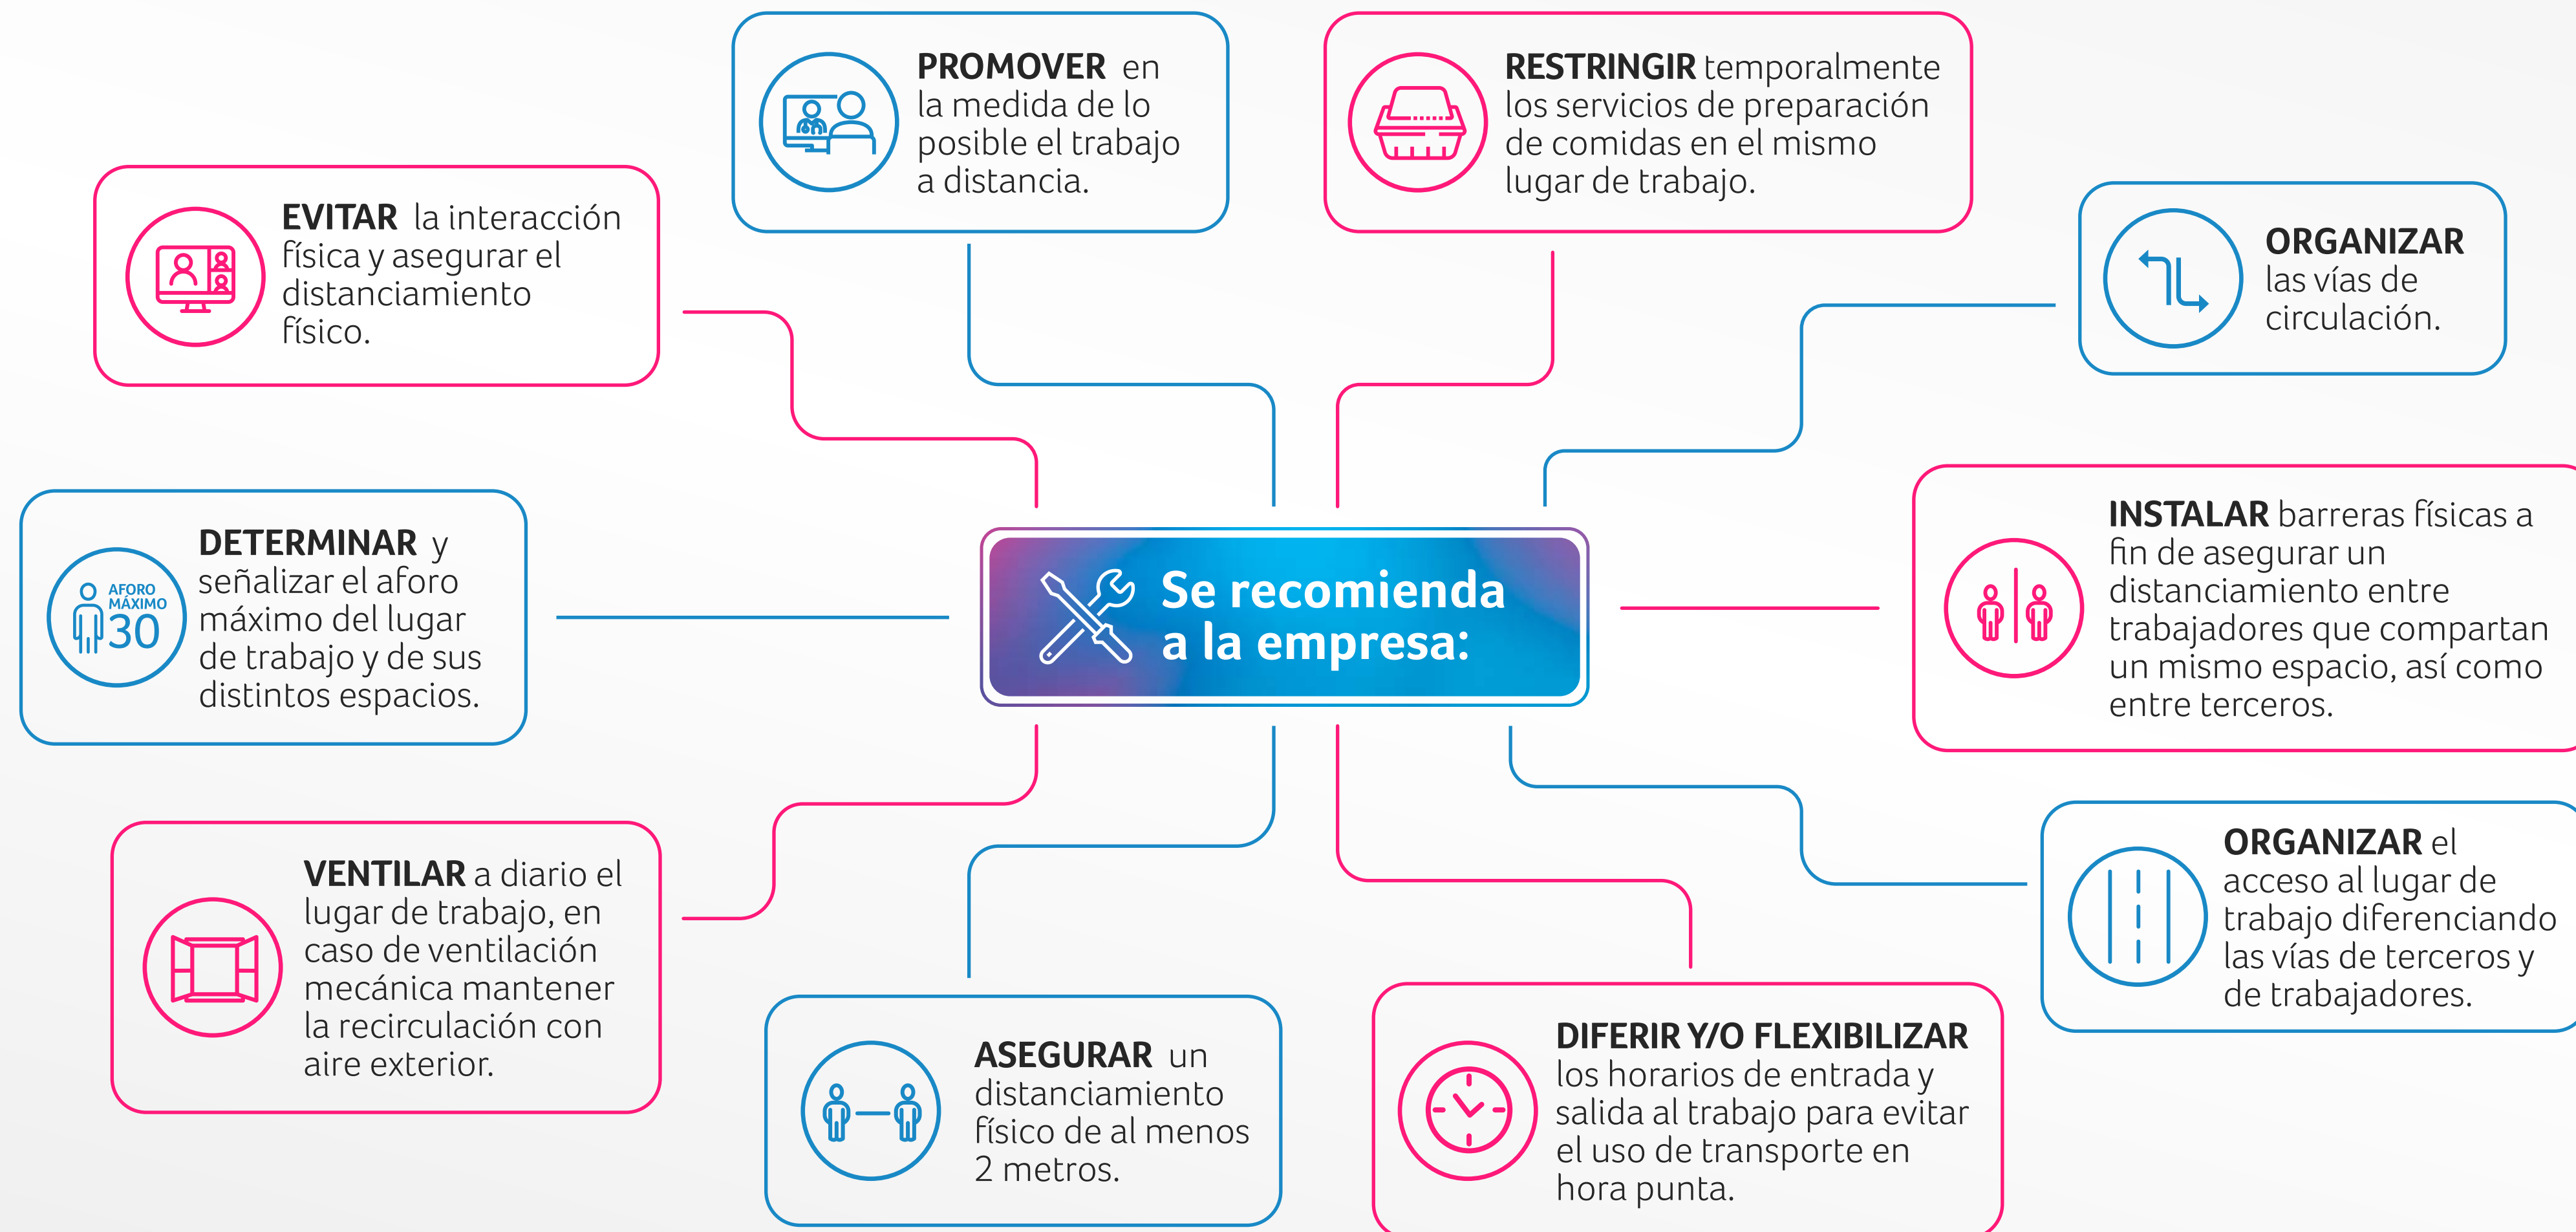 PROMOVER en
la medida de lo
posible el trabajo
a distancia.
RESTRINGIR temporalmente
los servicios de preparación
de comidas en el mismo
lugar de trabajo.
EVITAR la interacción
física y asegurar el
distanciamiento
físico.
ORGANIZAR
las vías de
circulación.
DETERMINAR y
señalizar el aforo
máximo del lugar
de trabajo y de sus
distintos espacios.
AFORO
MÁXIMO
30
Se recomienda
a la empresa:
INSTALAR barreras físicas a
fin de asegurar un
distanciamiento entre
trabajadores que compartan
un mismo espacio, así como
entre terceros.
VENTILAR a diario el
lugar de trabajo, en
caso de ventilación
mecánica mantener
la recirculación con
aire exterior.
ASEGURAR un
distanciamiento
físico de al menos
2 metros.
DIFERIR Y/O FLEXIBILIZAR
los horarios de entrada y
salida al trabajo para evitar
el uso de transporte en
hora punta.
ORGANIZAR el
acceso al lugar de
trabajo diferenciando
las vías de terceros y
de trabajadores.